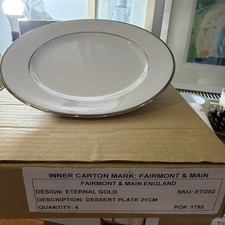 INNER CARTON MARK: FAIRMONT & MAIN
FAIRMONT & MAIN ENGLAND
DESIGN: ETERNAL GOLD SKU: ETG02
DESCRIPTION: DESSERT PLATE 21CM
QUANTITY: 4 PO#: 1792